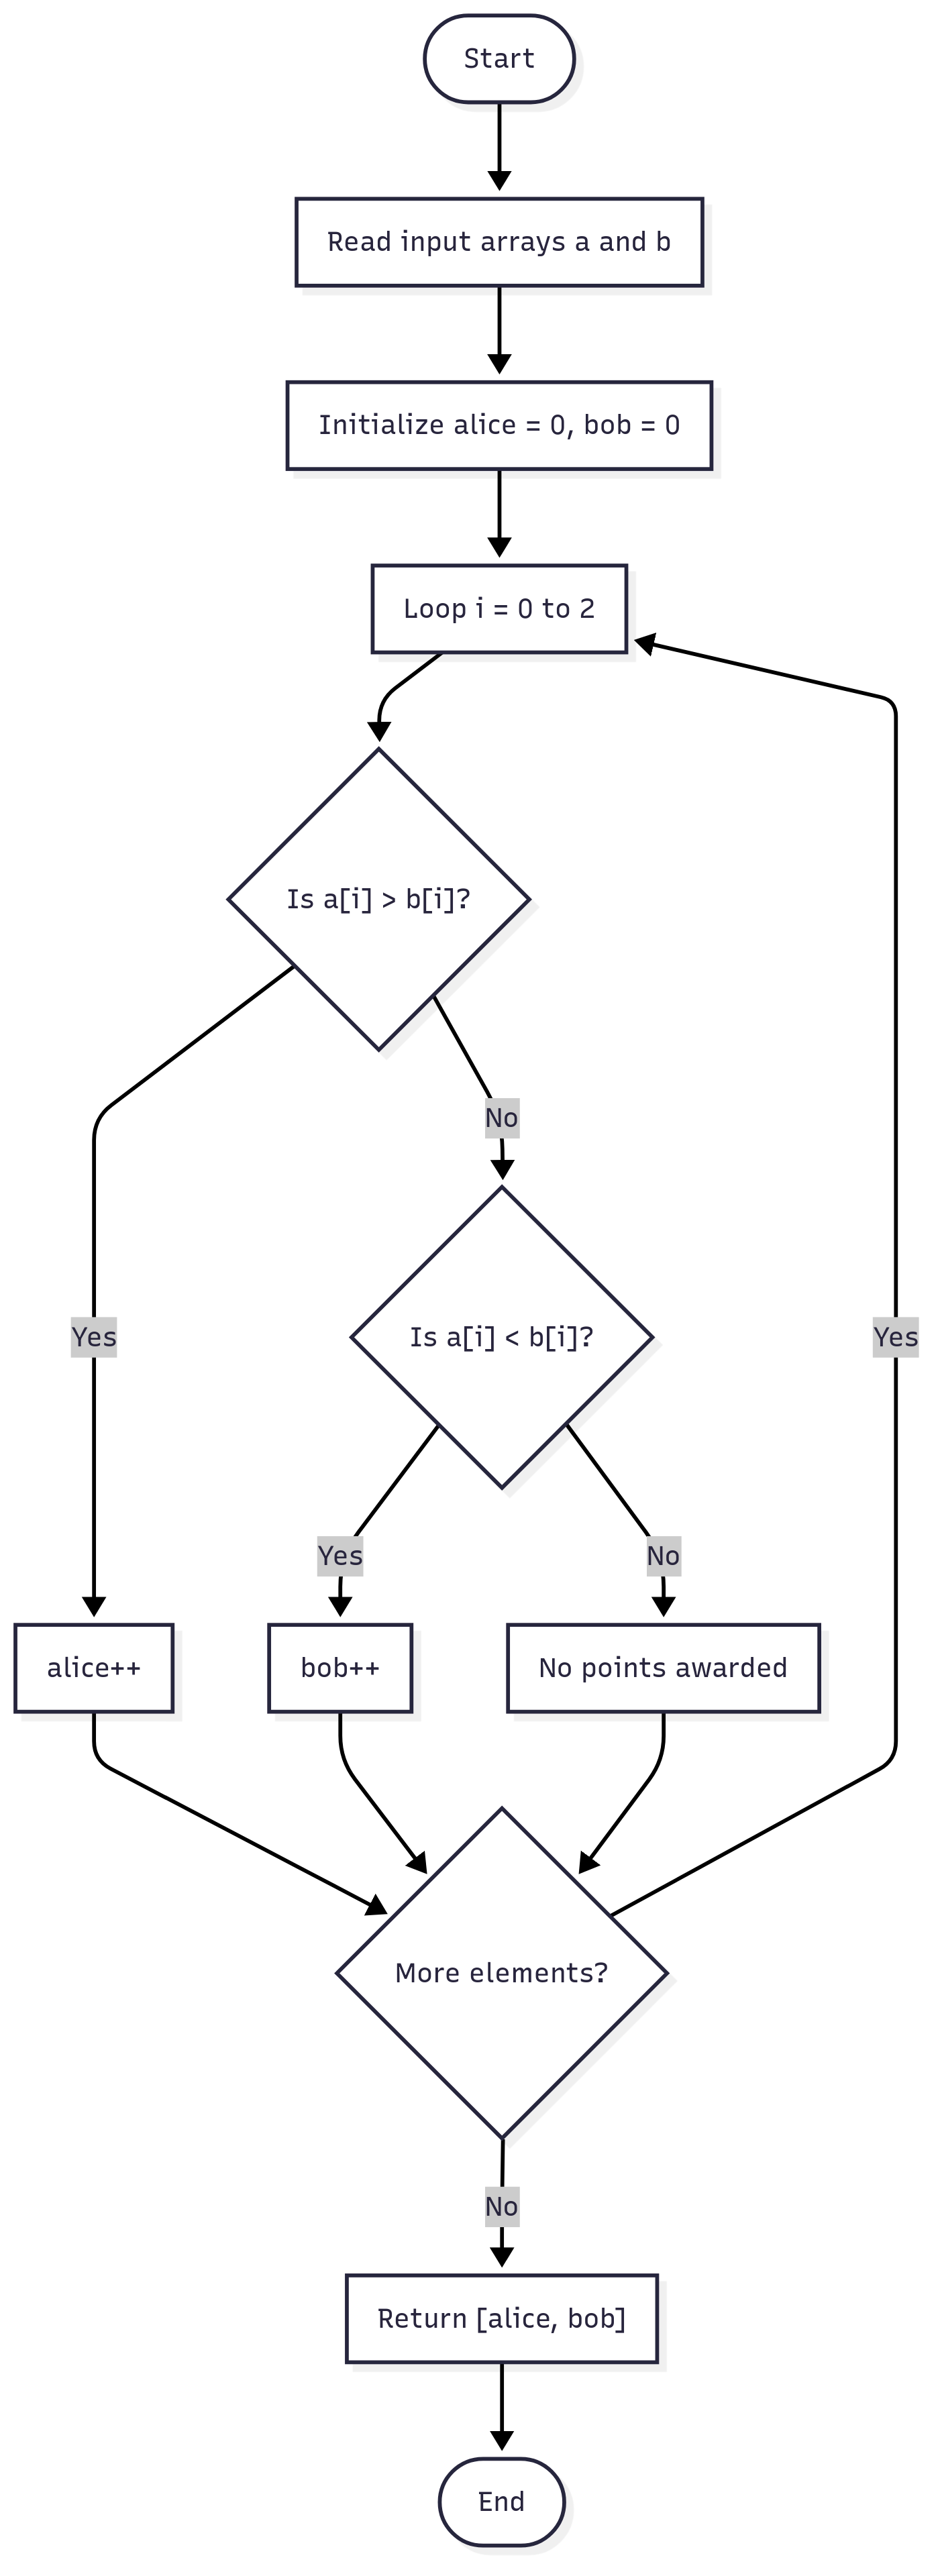 Start
Read input arrays a and b
Initialize alice = 0, bob = 0
Loop i = 0 to 2
Is a[i] > b[i]?
No
Is a[i] < b[i]?
Yes
Yes
Yes
No
alice++
bob++
No points awarded
More elements?
No
Return [alice, bob]
End